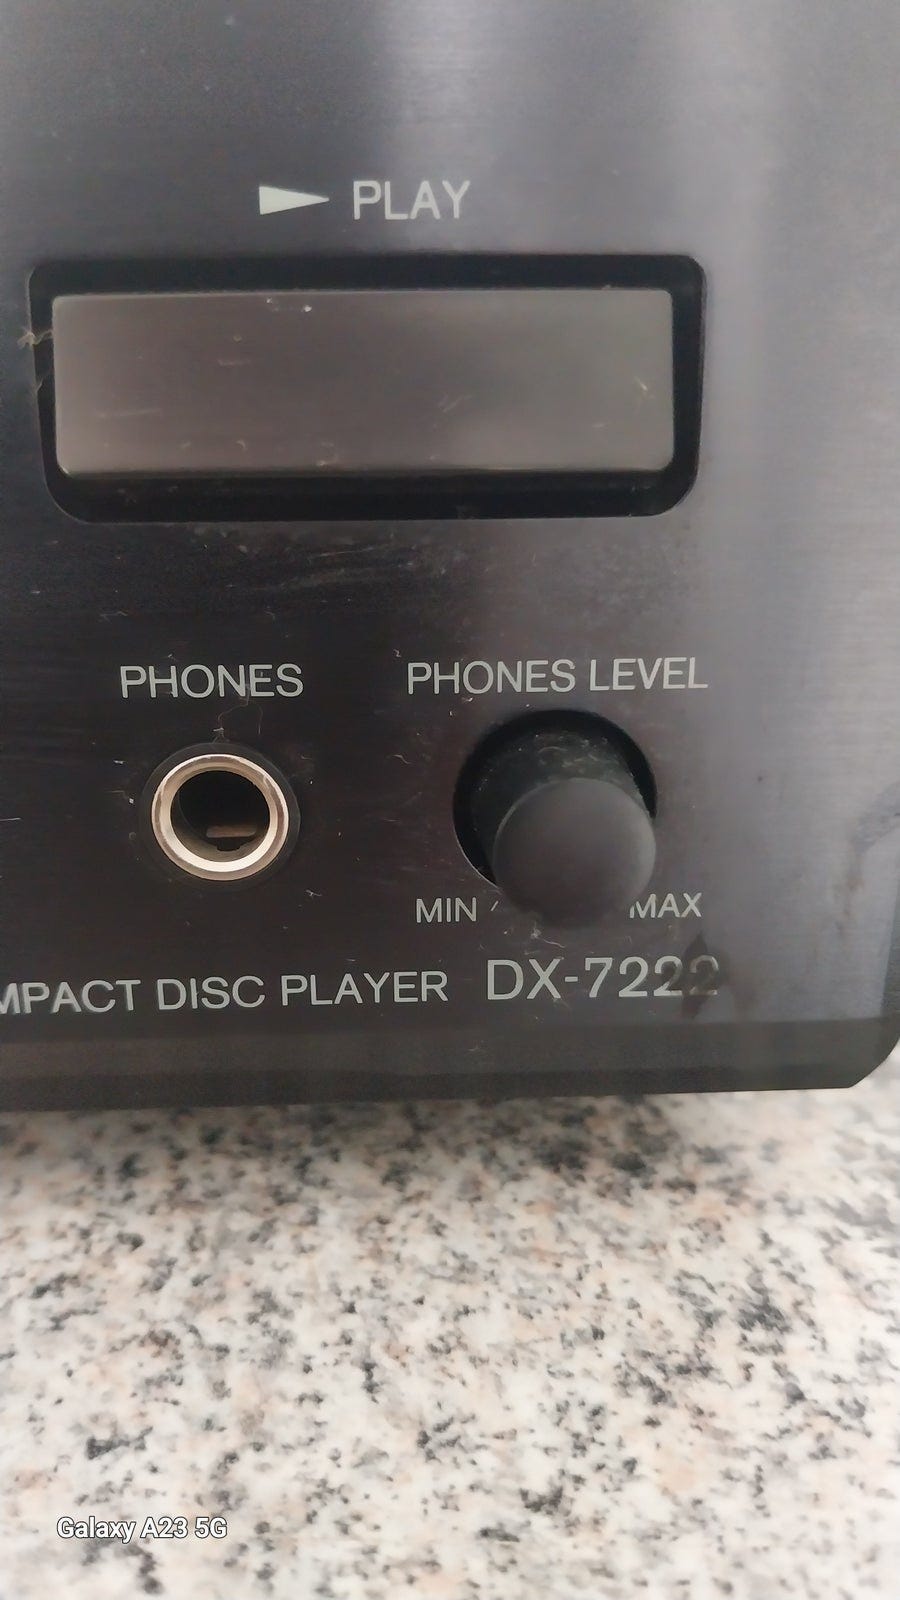 PLAY
PHONES
PHONES LEVEL
MIN
MAX
MPACT DISC PLAYER DX-7222
Galaxy A23 5G